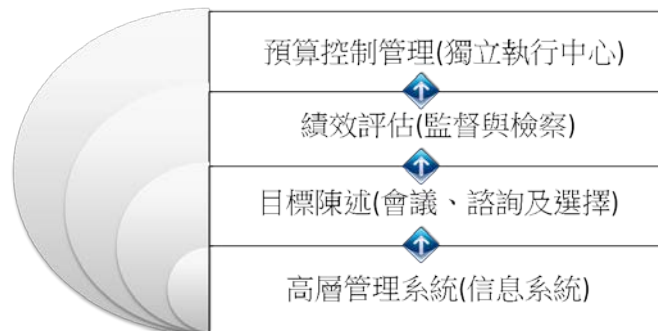 預算控制管理(獨立執行中心)
績效評估(監督與檢察)
目標陳述(會議、諮詢及選擇)
高層管理系統(信息系統)